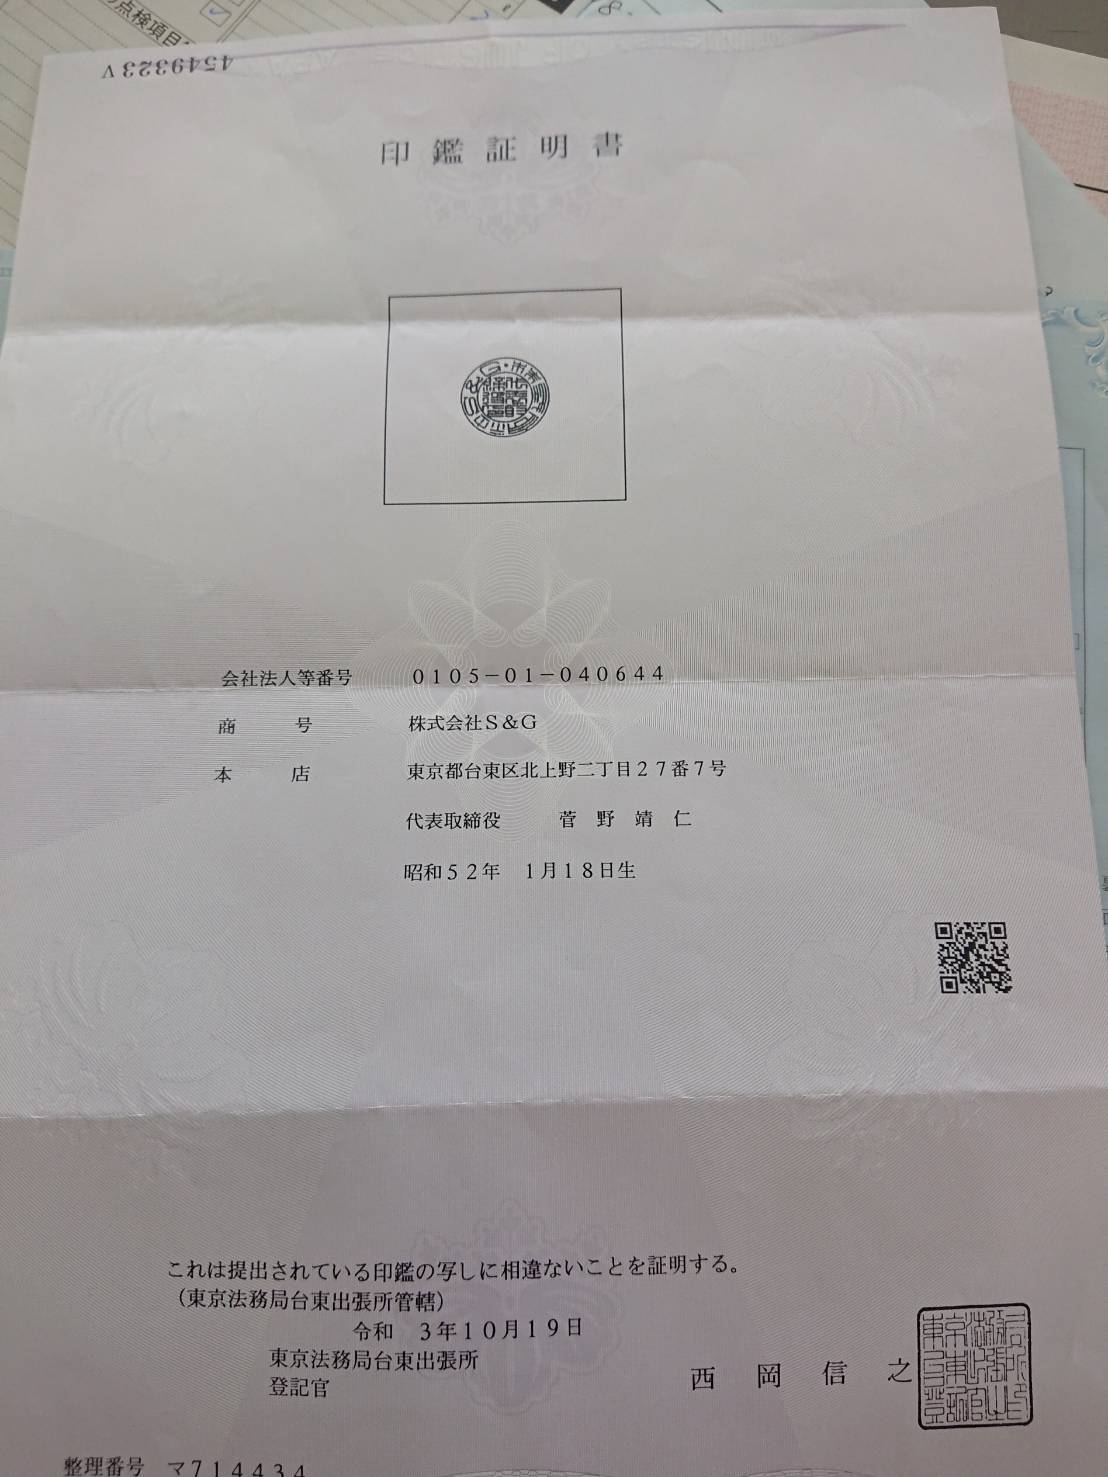 点検項目
4549323 V
印鑑証明書
会社法人等番号 0105-01-040644
商号 株式会社S&G
本店 東京都台東区北上野二丁目27番7号
代表取締役 菅野靖仁
昭和52年 1月18日生
これは提出されている印鑑の写しに相違ないことを証明する。
（東京法務局台東出張所管轄）
令和 3年10月19日
東京法務局台東出張所
登記官 西岡信之
整理番号 マ714434